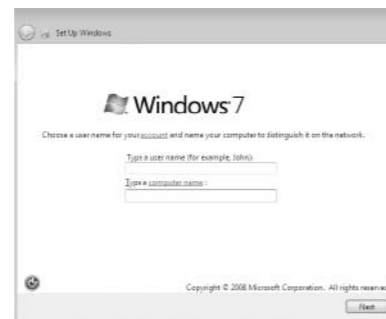 Set Up Windows
Windows 7
Choose a user name for your account and name your computer to distinguish it on the network.
Type a user name (for example, John):
Type a computer name :
Copyright © 2008 Microsoft Corporation. All rights reserve
Next